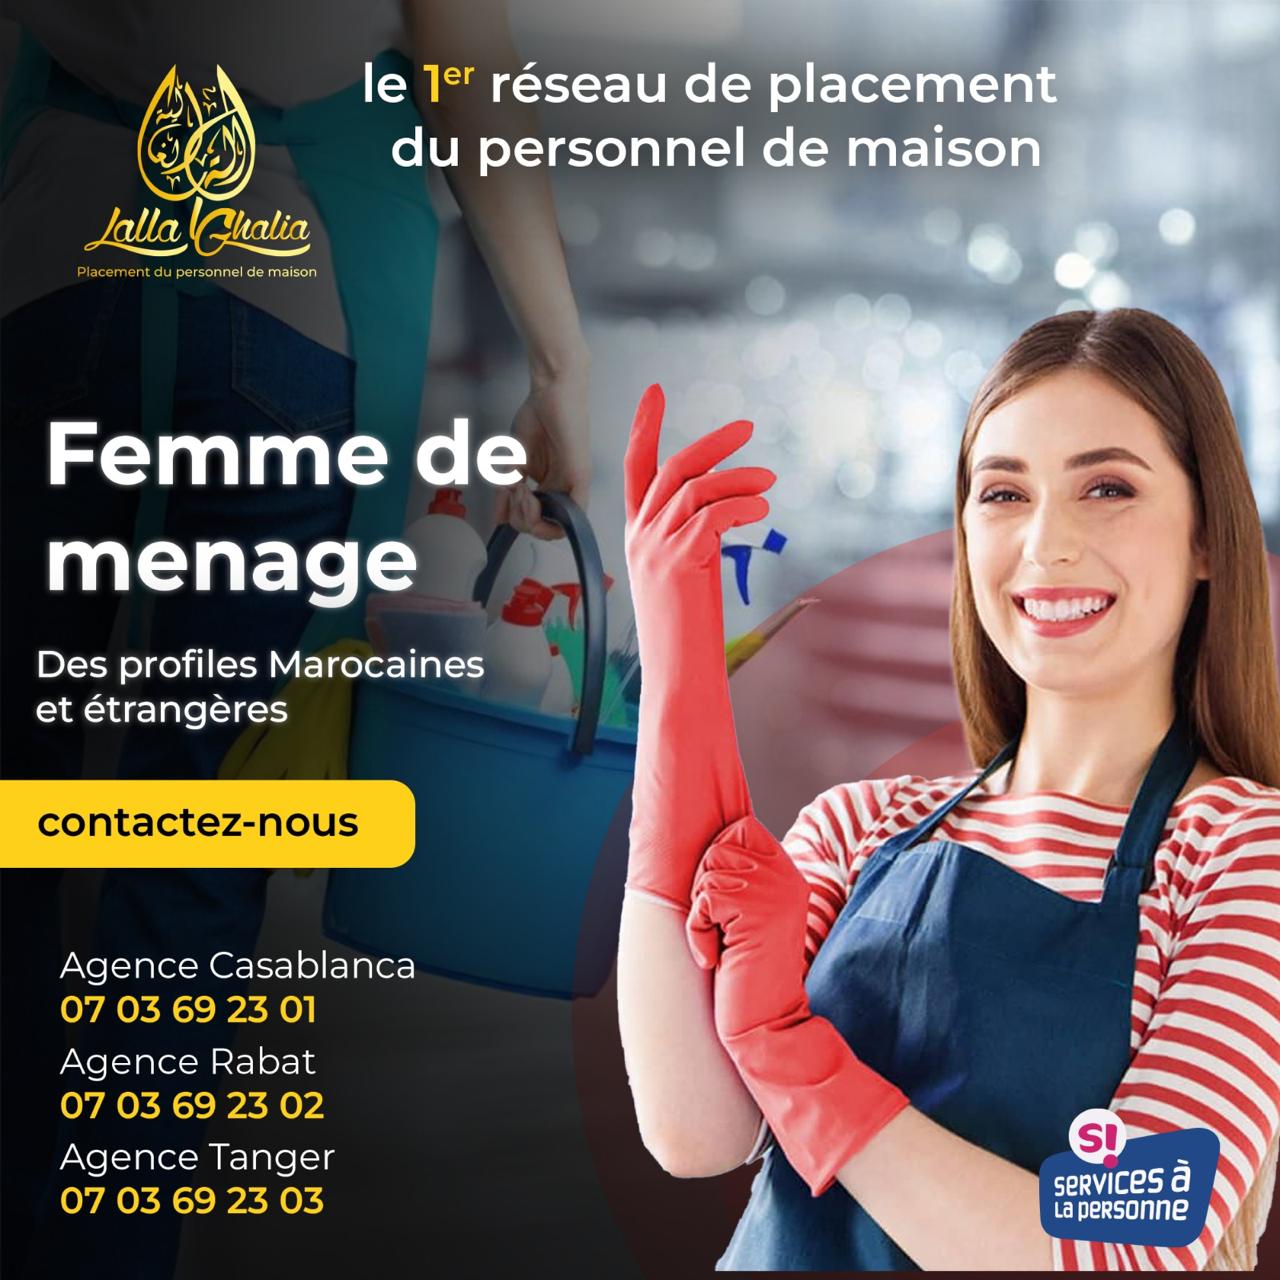 le 1er réseau de placement
du personnel de maison
Lalla Ghalia
Placement du personnel de maison
Femme de
menage
Des profiles Marocaines
et étrangères
contactez-nous
Agence Casablanca
07 03 69 23 01
Agence Rabat
07 03 69 23 02
Agence Tanger
07 03 69 23 03
S!
services à
la personne